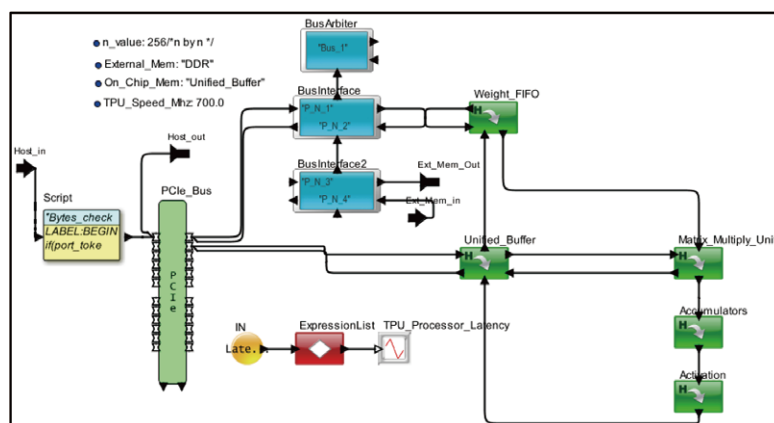 n_value: 256/*n by n */
External_Mem: "DDR"
On_Chip_Mem: "Unified_Buffer"
TPU_Speed_Mhz: 700.0
BusArbiter
"Bus_1"
BusInterface
"P_N_1"
"P_N_2"
Weight_FIFO
H
Host_in
Host_out
BusInterface2
"P_N_3"
"P_N_4"
Ext_Mem_Out
Ext_Mem_in
Script
"Bytes_check
LABEL:BEGIN
if(port_toke
PCIe_Bus
PCIe
Unified_Buffer
H
Matrix_Multiply_Unit
H
Accumulators
H
Activation
H
IN
Late.
ExpressionList
TPU_Processor_Latency